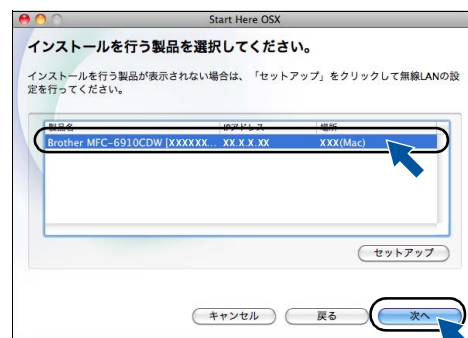 Start Here OSX
インストールを行う製品を選択してください。
インストールを行う製品が表示されない場合は、「セットアップ」をクリックして無線LANの設
定を行ってください。
製品名 IPアドレス 場所
Brother MFC-6910CDW [XXXXXX... XX.X.X.XX XXX(Mac)
セットアップ
キャンセル 戻る 次へ